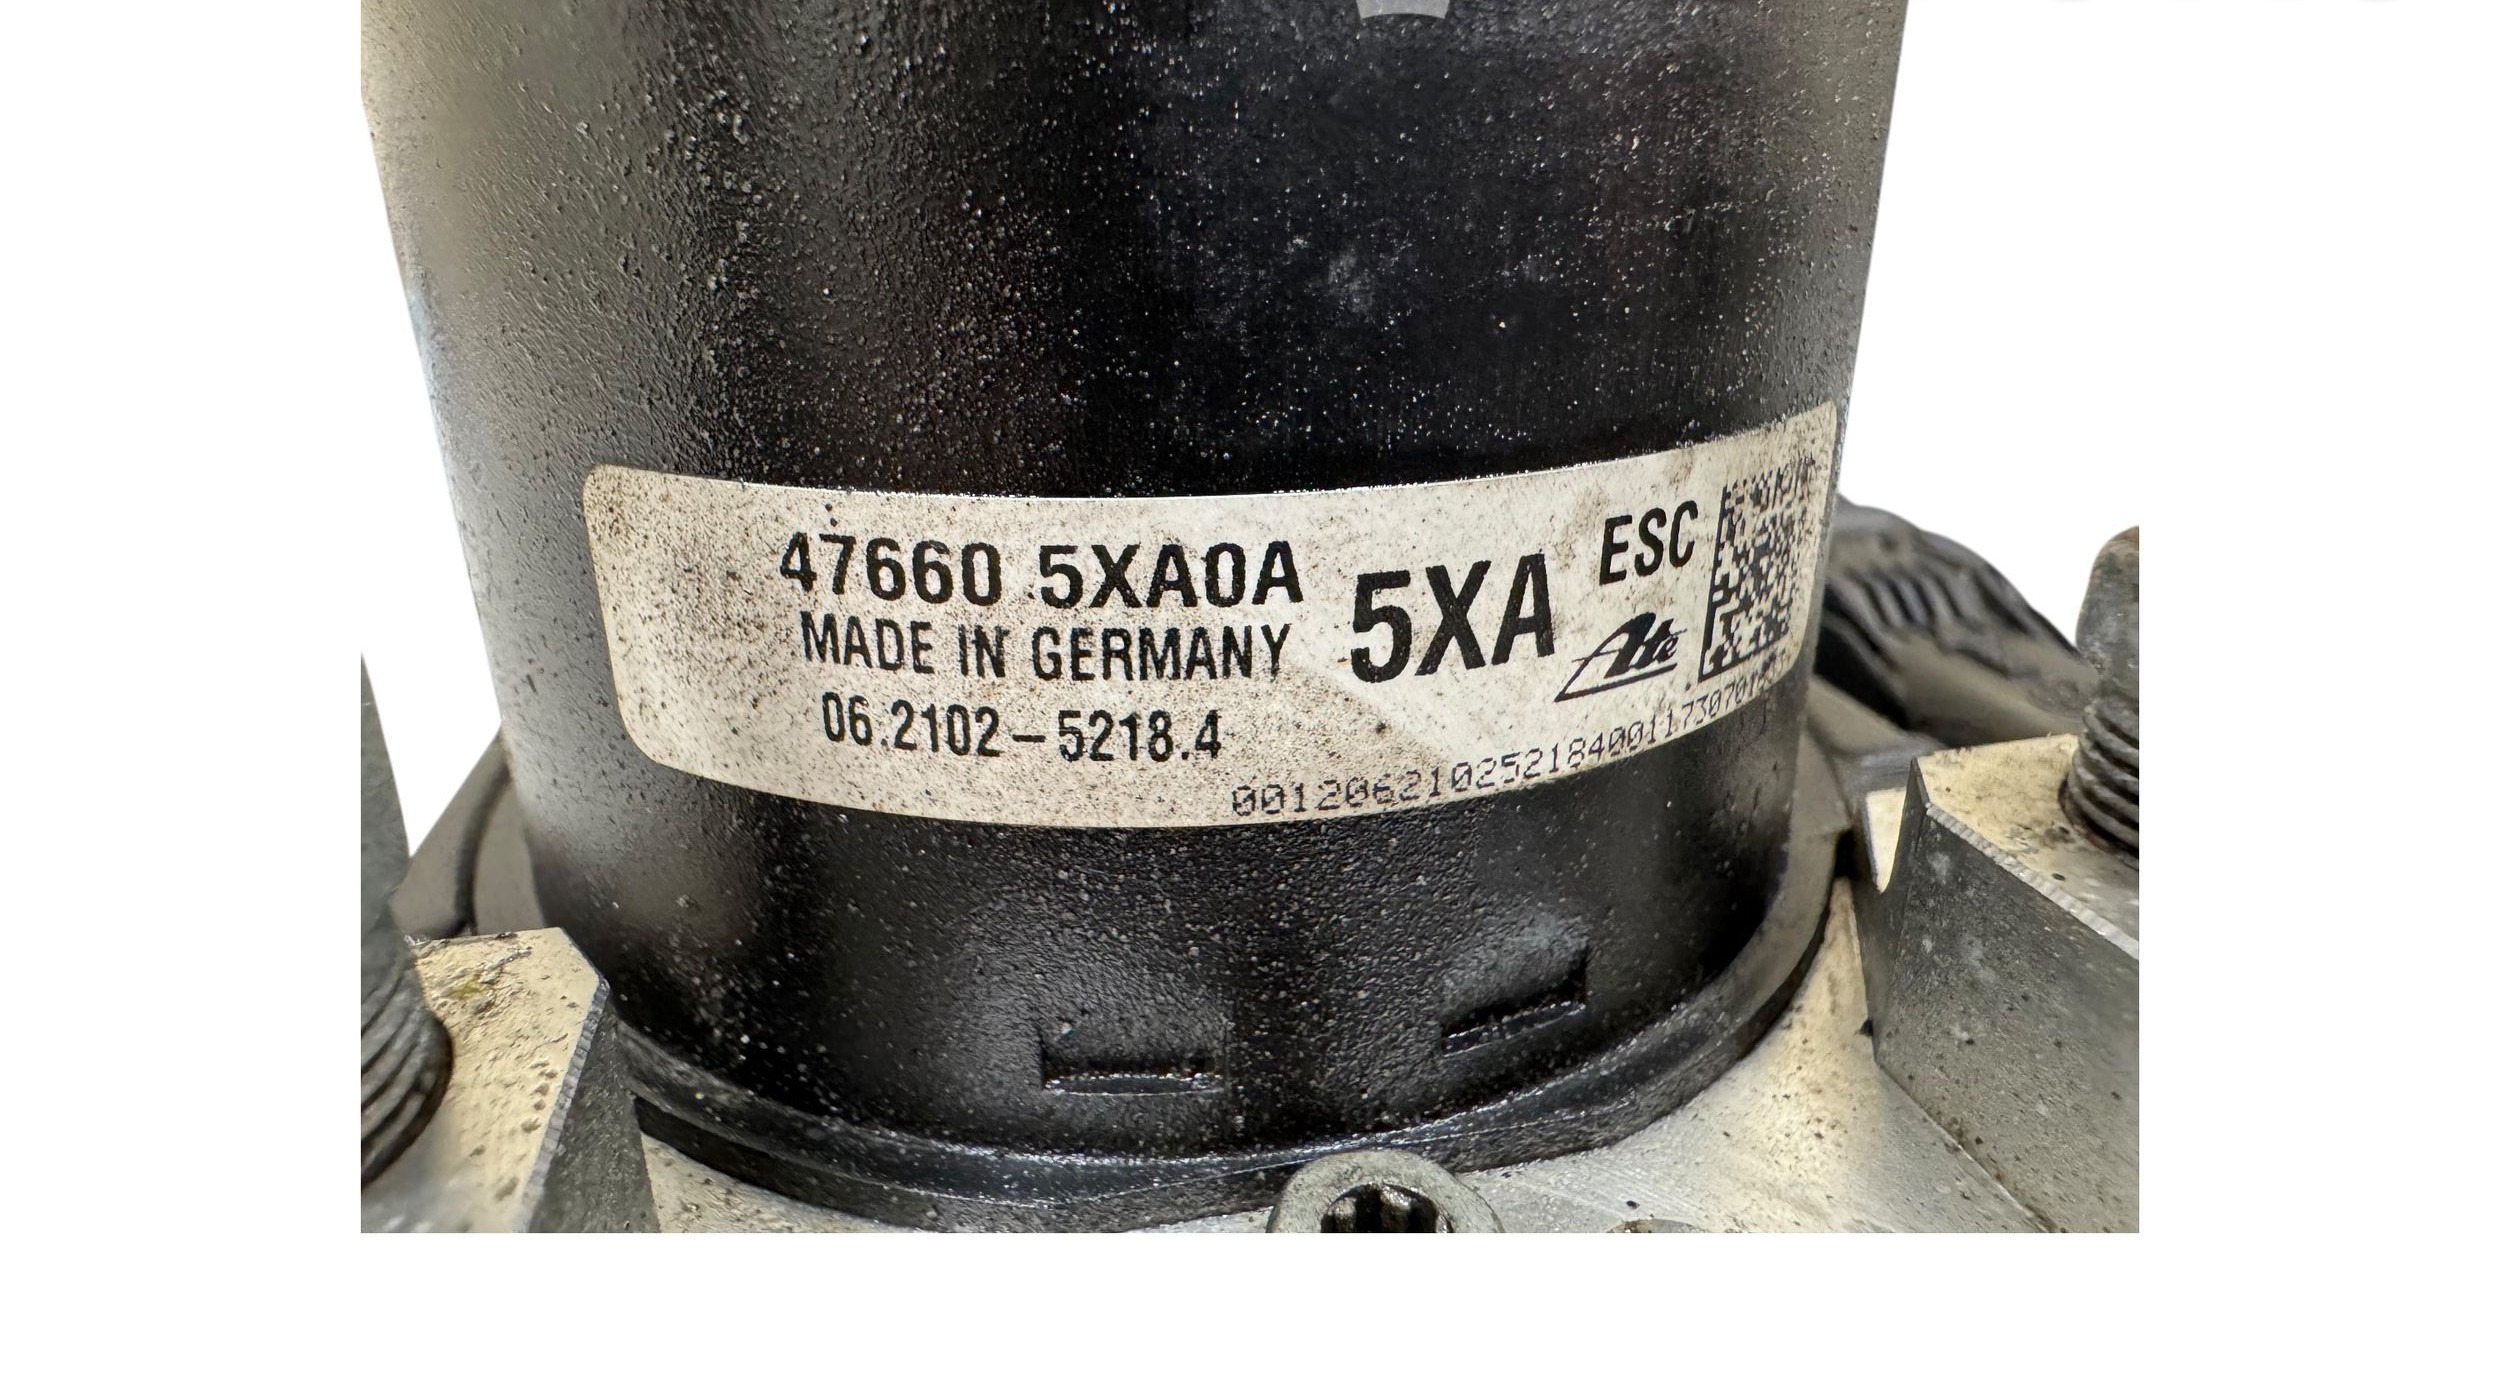 47660 5XA0A
MADE IN GERMANY
06.2102-5218.4
5XA
ESC
Ate